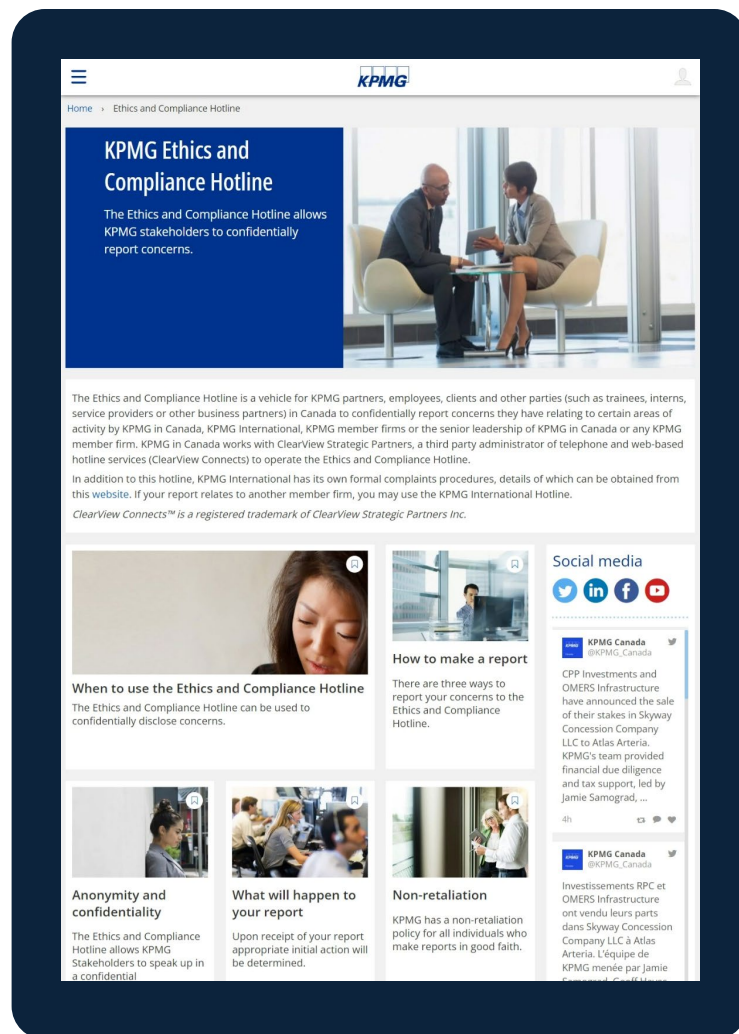 KPMG
Home › Ethics and Compliance Hotline
KPMG Ethics and
Compliance Hotline
The Ethics and Compliance Hotline allows
KPMG stakeholders to confidentially
report concerns.
The Ethics and Compliance Hotline is a vehicle for KPMG partners, employees, clients and other parties (such as trainees, interns,
service providers or other business partners) in Canada to confidentially report concerns they have relating to certain areas of
activity by KPMG in Canada, KPMG International, KPMG member firms or the senior leadership of KPMG in Canada or any KPMG
member firm. KPMG in Canada works with ClearView Strategic Partners, a third party administrator of telephone and web-based
hotline services (ClearView Connects) to operate the Ethics and Compliance Hotline.
In addition to this hotline, KPMG International has its own formal complaints procedures, details of which can be obtained from
this website. If your report relates to another member firm, you may use the KPMG International Hotline.
ClearView Connects™ is a registered trademark of ClearView Strategic Partners Inc.
When to use the Ethics and Compliance Hotline
The Ethics and Compliance Hotline can be used to
confidentially disclose concerns.
How to make a report
There are three ways to
report your concerns to the
Ethics and Compliance
Hotline.
Anonymity and
confidentiality
The Ethics and Compliance
Hotline allows KPMG
Stakeholders to speak up in
a confidential
What will happen to
your report
Upon receipt of your report
appropriate initial action will
be determined.
Non-retaliation
KPMG has a non-retaliation
policy for all individuals who
make reports in good faith.
Social media
KPMG Canada
@KPMG_Canada
CPP Investments and
OMERS Infrastructure
have announced the sale
of their stakes in Skyway
Concession Company
LLC to Atlas Arteria.
KPMG's team provided
financial due diligence
and tax support, led by
Jamie Samograd, ...
4h
KPMG Canada
@KPMG_Canada
Investissements RPC et
OMERS Infrastructure
ont vendu leurs parts
dans Skyway Concession
Company LLC à Atlas
Arteria. L'équipe de
KPMG menée par Jamie